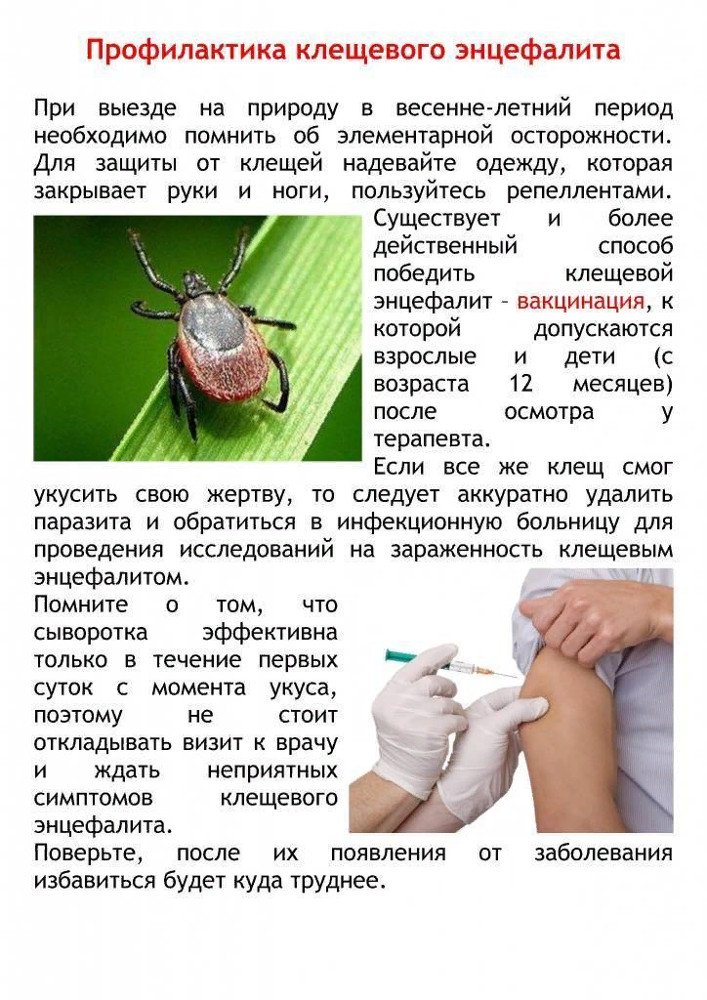 Профилактика клещевого энцефалита
При выезде на природу в весенне-летний период
необходимо помнить об элементарной осторожности.
Для защиты от клещей надевайте одежду, которая
закрывает руки и ноги, пользуйтесь репеллентами.
Существует и более
действенный способ
победить клещевой
энцефалит – вакцинация, к
которой допускаются
взрослые и дети (с
возраста 12 месяцев)
после осмотра у
терапевта.
Если все же клещ смог
укусить свою жертву, то следует аккуратно удалить
паразита и обратиться в инфекционную больницу для
проведения исследований на зараженность клещевым
энцефалитом.
Помните о том, что
сыворотка эффективна
только в течение первых
суток с момента укуса,
поэтому не стоит
откладывать визит к врачу
и ждать неприятных
симптомов клещевого
энцефалита.
Поверьте, после их появления от заболевания
избавиться будет куда труднее.